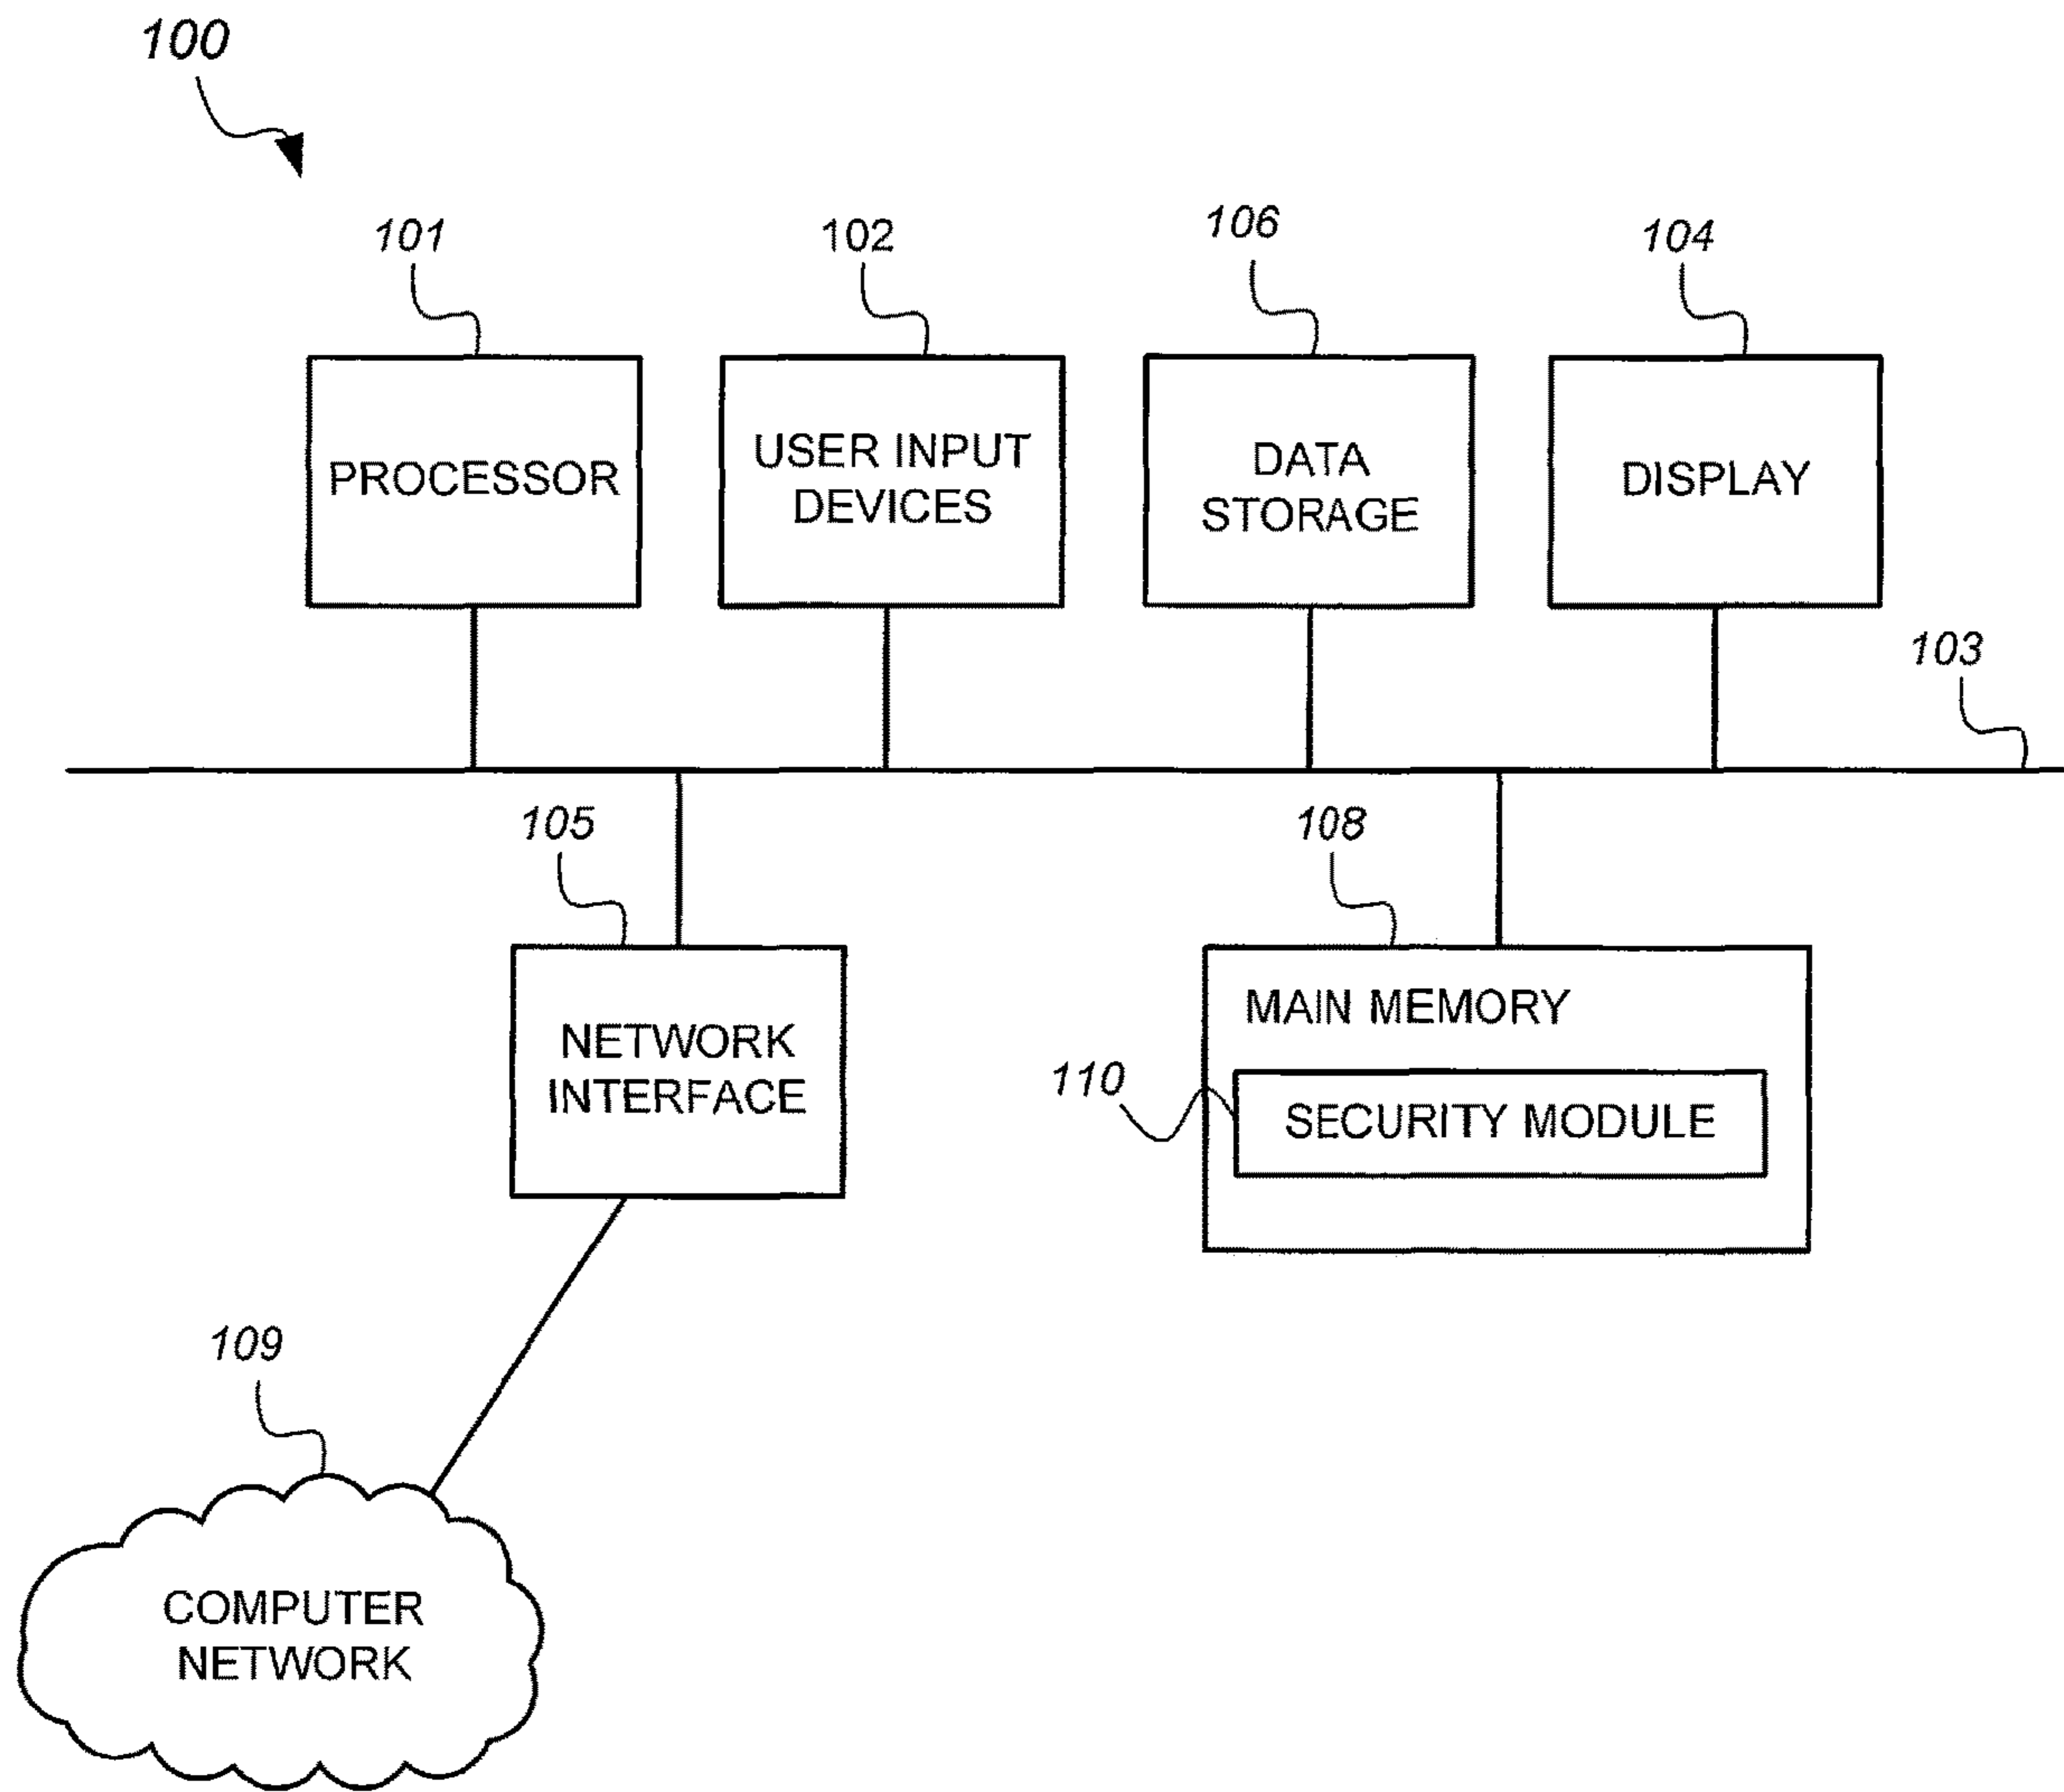 100
101
102
106
104
PROCESSOR
USER INPUT
DEVICES
DATA
STORAGE
DISPLAY
103
105
108
NETWORK
INTERFACE
MAIN MEMORY
110
SECURITY MODULE
109
COMPUTER
NETWORK